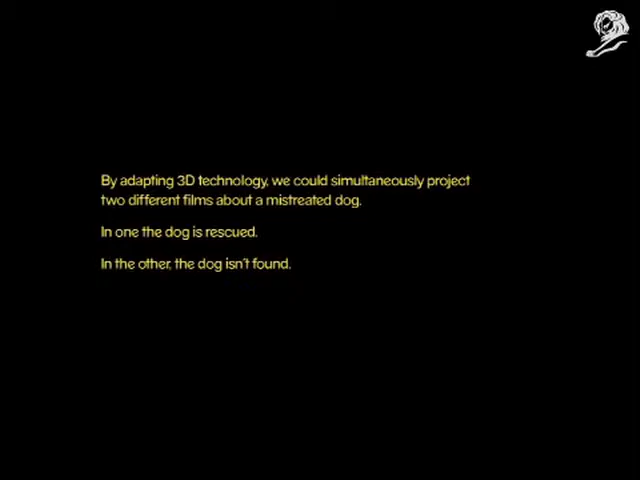 By adapting 3D technology, we could simultaneously project
two different films about a mistreated dog.
In one the dog is rescued.
In the other, the dog isn't found.